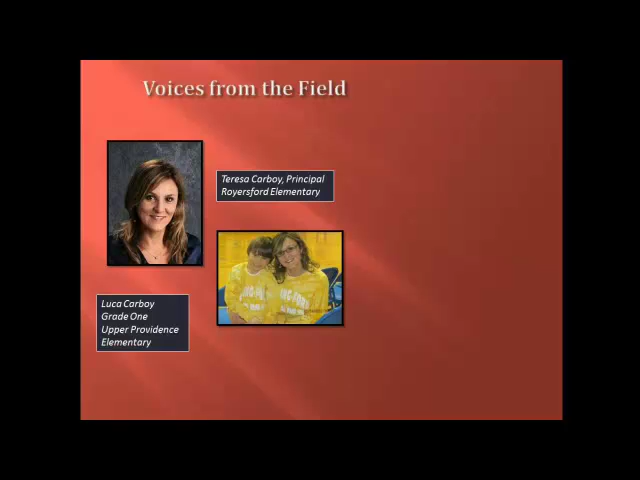 Voices from the Field
Teresa Carboy, Principal
Royersford Elementary
Luca Carboy
Grade One
Upper Providence
Elementary